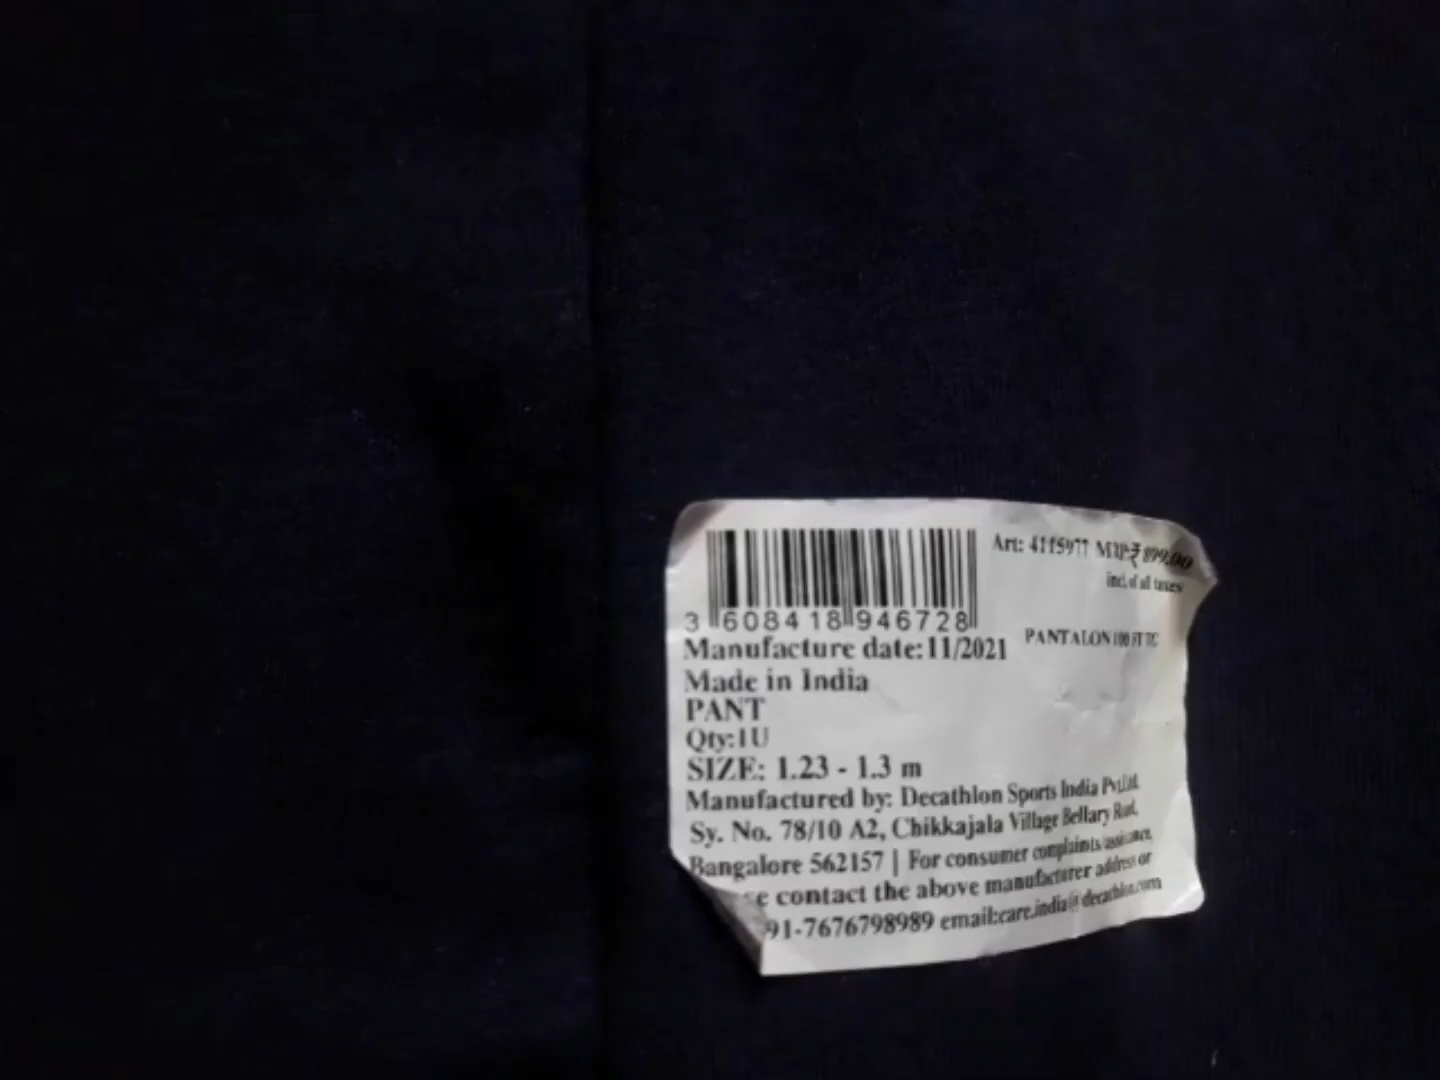 Art: 4115977 MRP:₹ 899.00
incl. of all taxes
3 608418 946728
PANTALON 100
Manufacture date:11/2021
Made in India
PANT
Qty:1U
SIZE: 1.23 - 1.3 m
Manufactured by: Decathlon Sports India Pvt.Ltd.
Sy. No. 78/10 A2, Chikkajala Village Bellary Road,
Bangalore 562157 | For consumer complaints/assistance,
contact the above manufacturer address or
91-7676798989 email:care.india@decathlon.com